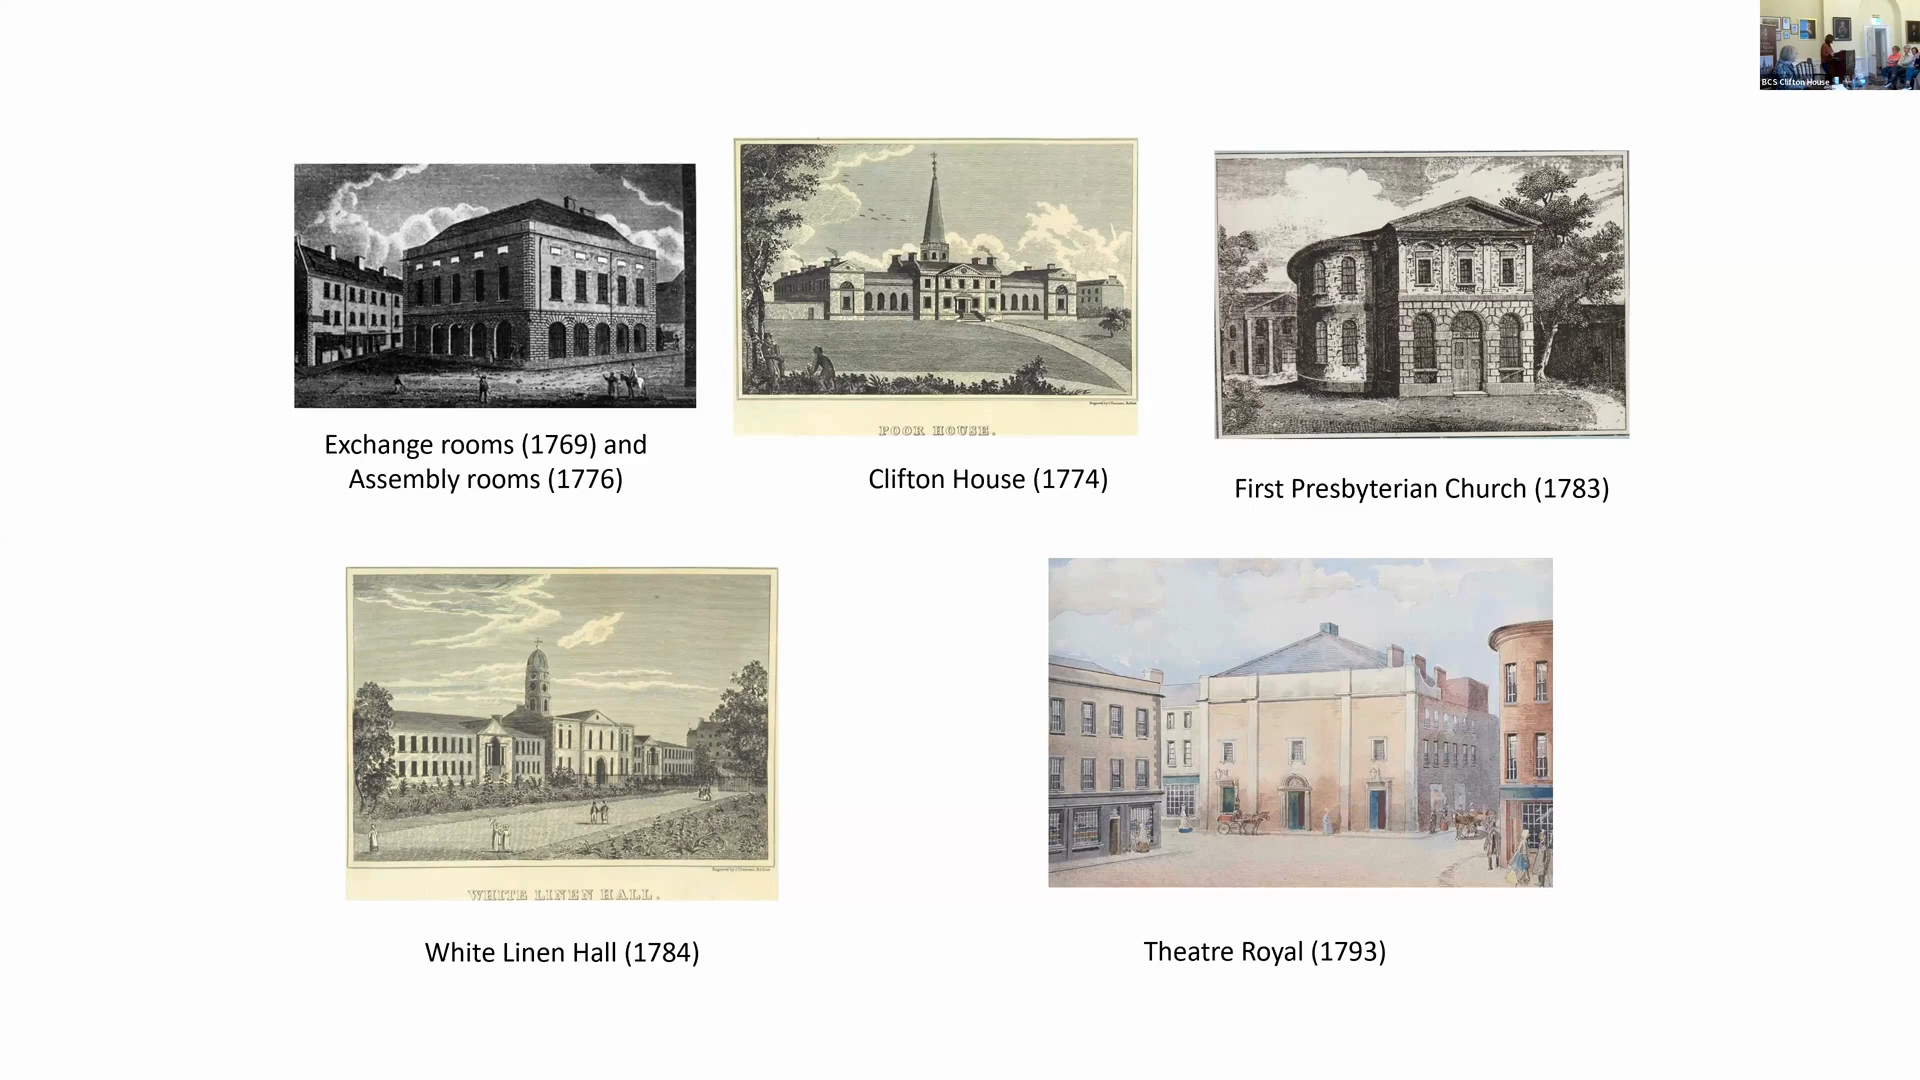 BCS Clifton House
POOR HOUSE.
Exchange rooms (1769) and
Assembly rooms (1776)
Clifton House (1774)
First Presbyterian Church (1783)
WHITE LINEN HALL.
White Linen Hall (1784)
Theatre Royal (1793)